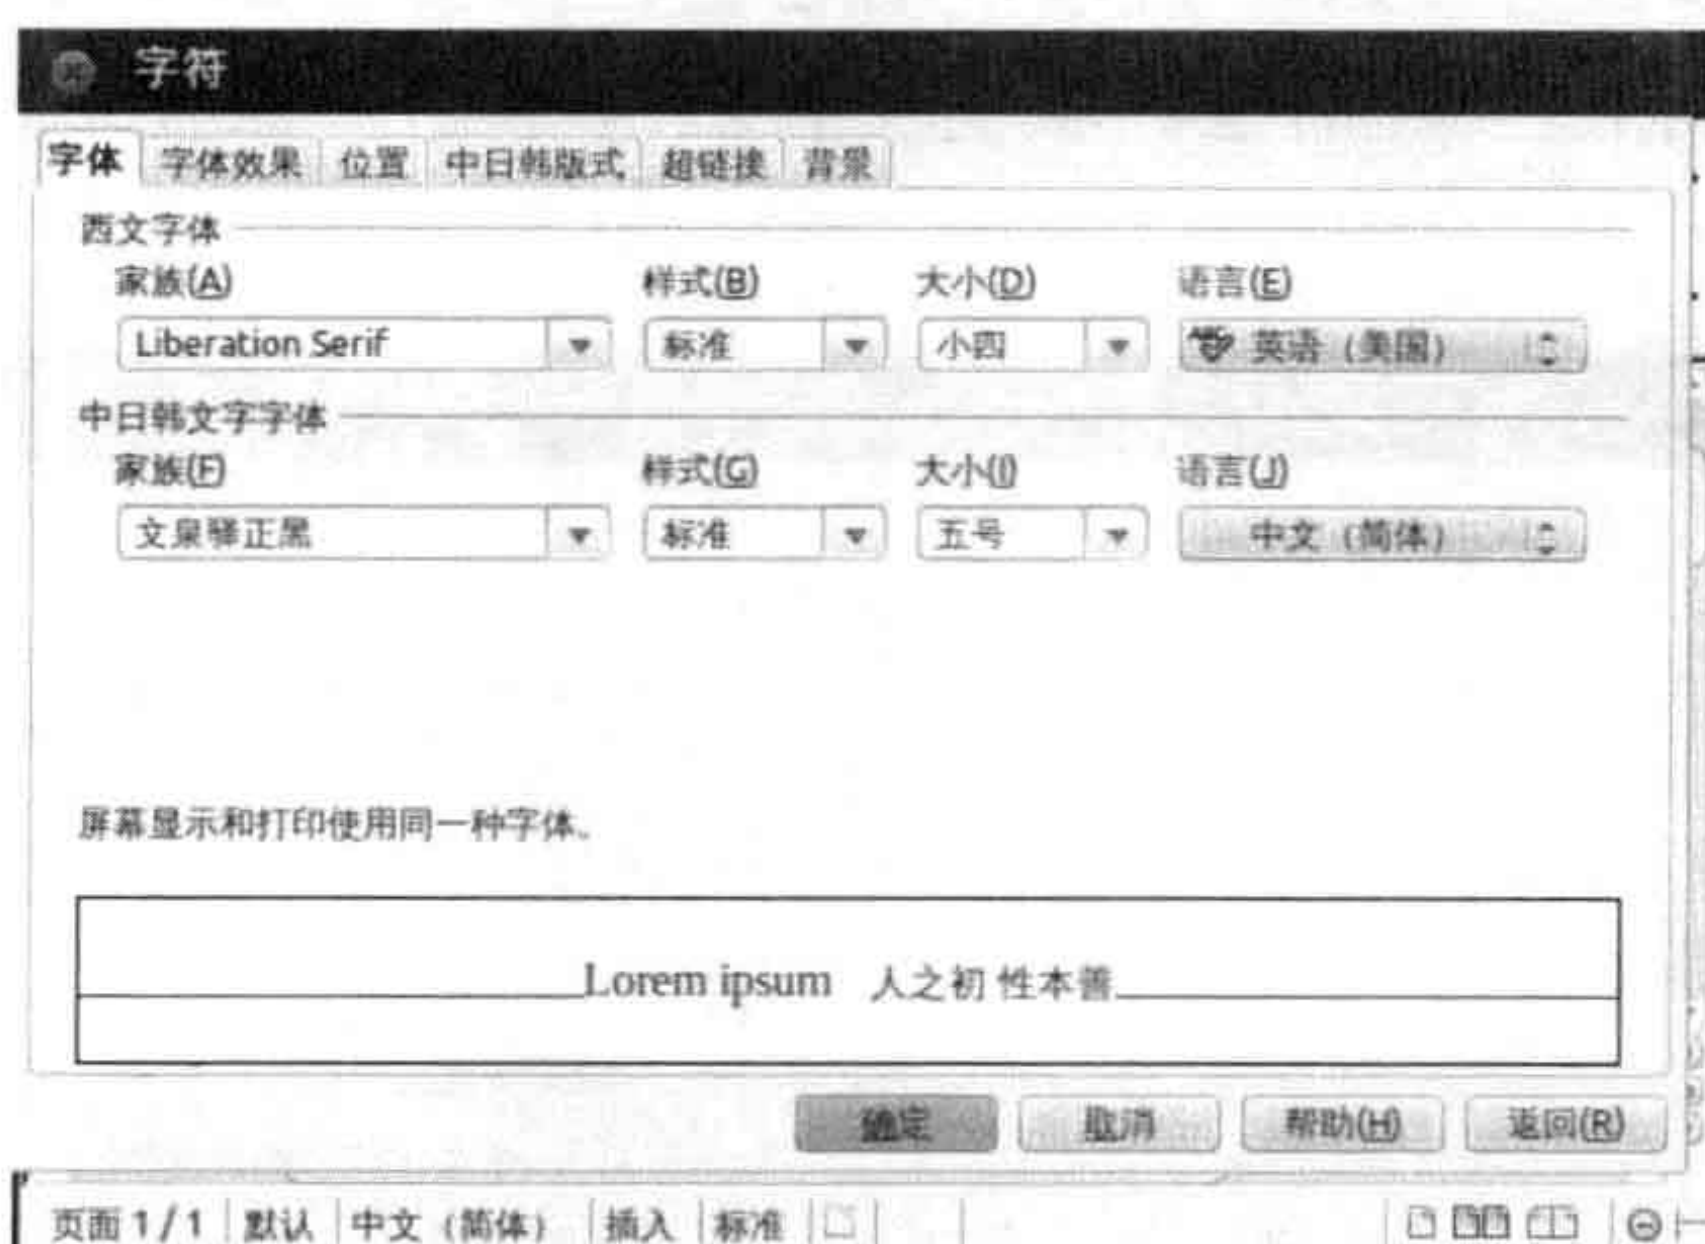 字符
字体 字体效果 位置 中日韩版式 超链接 背景
西文字体
家族(A) 样式(B) 大小(D) 语言(E)
Liberation Serif 标准 小四 英语（美国）
中日韩文字字体
家族(F) 样式(G) 大小(I) 语言(J)
文泉驿正黑 标准 五号 中文（简体）
屏幕显示和打印使用同一种字体。
Lorem ipsum 人之初 性本善
确定 取消 帮助(H) 返回(R)
页面 1 / 1 默认 中文（简体） 插入 标准